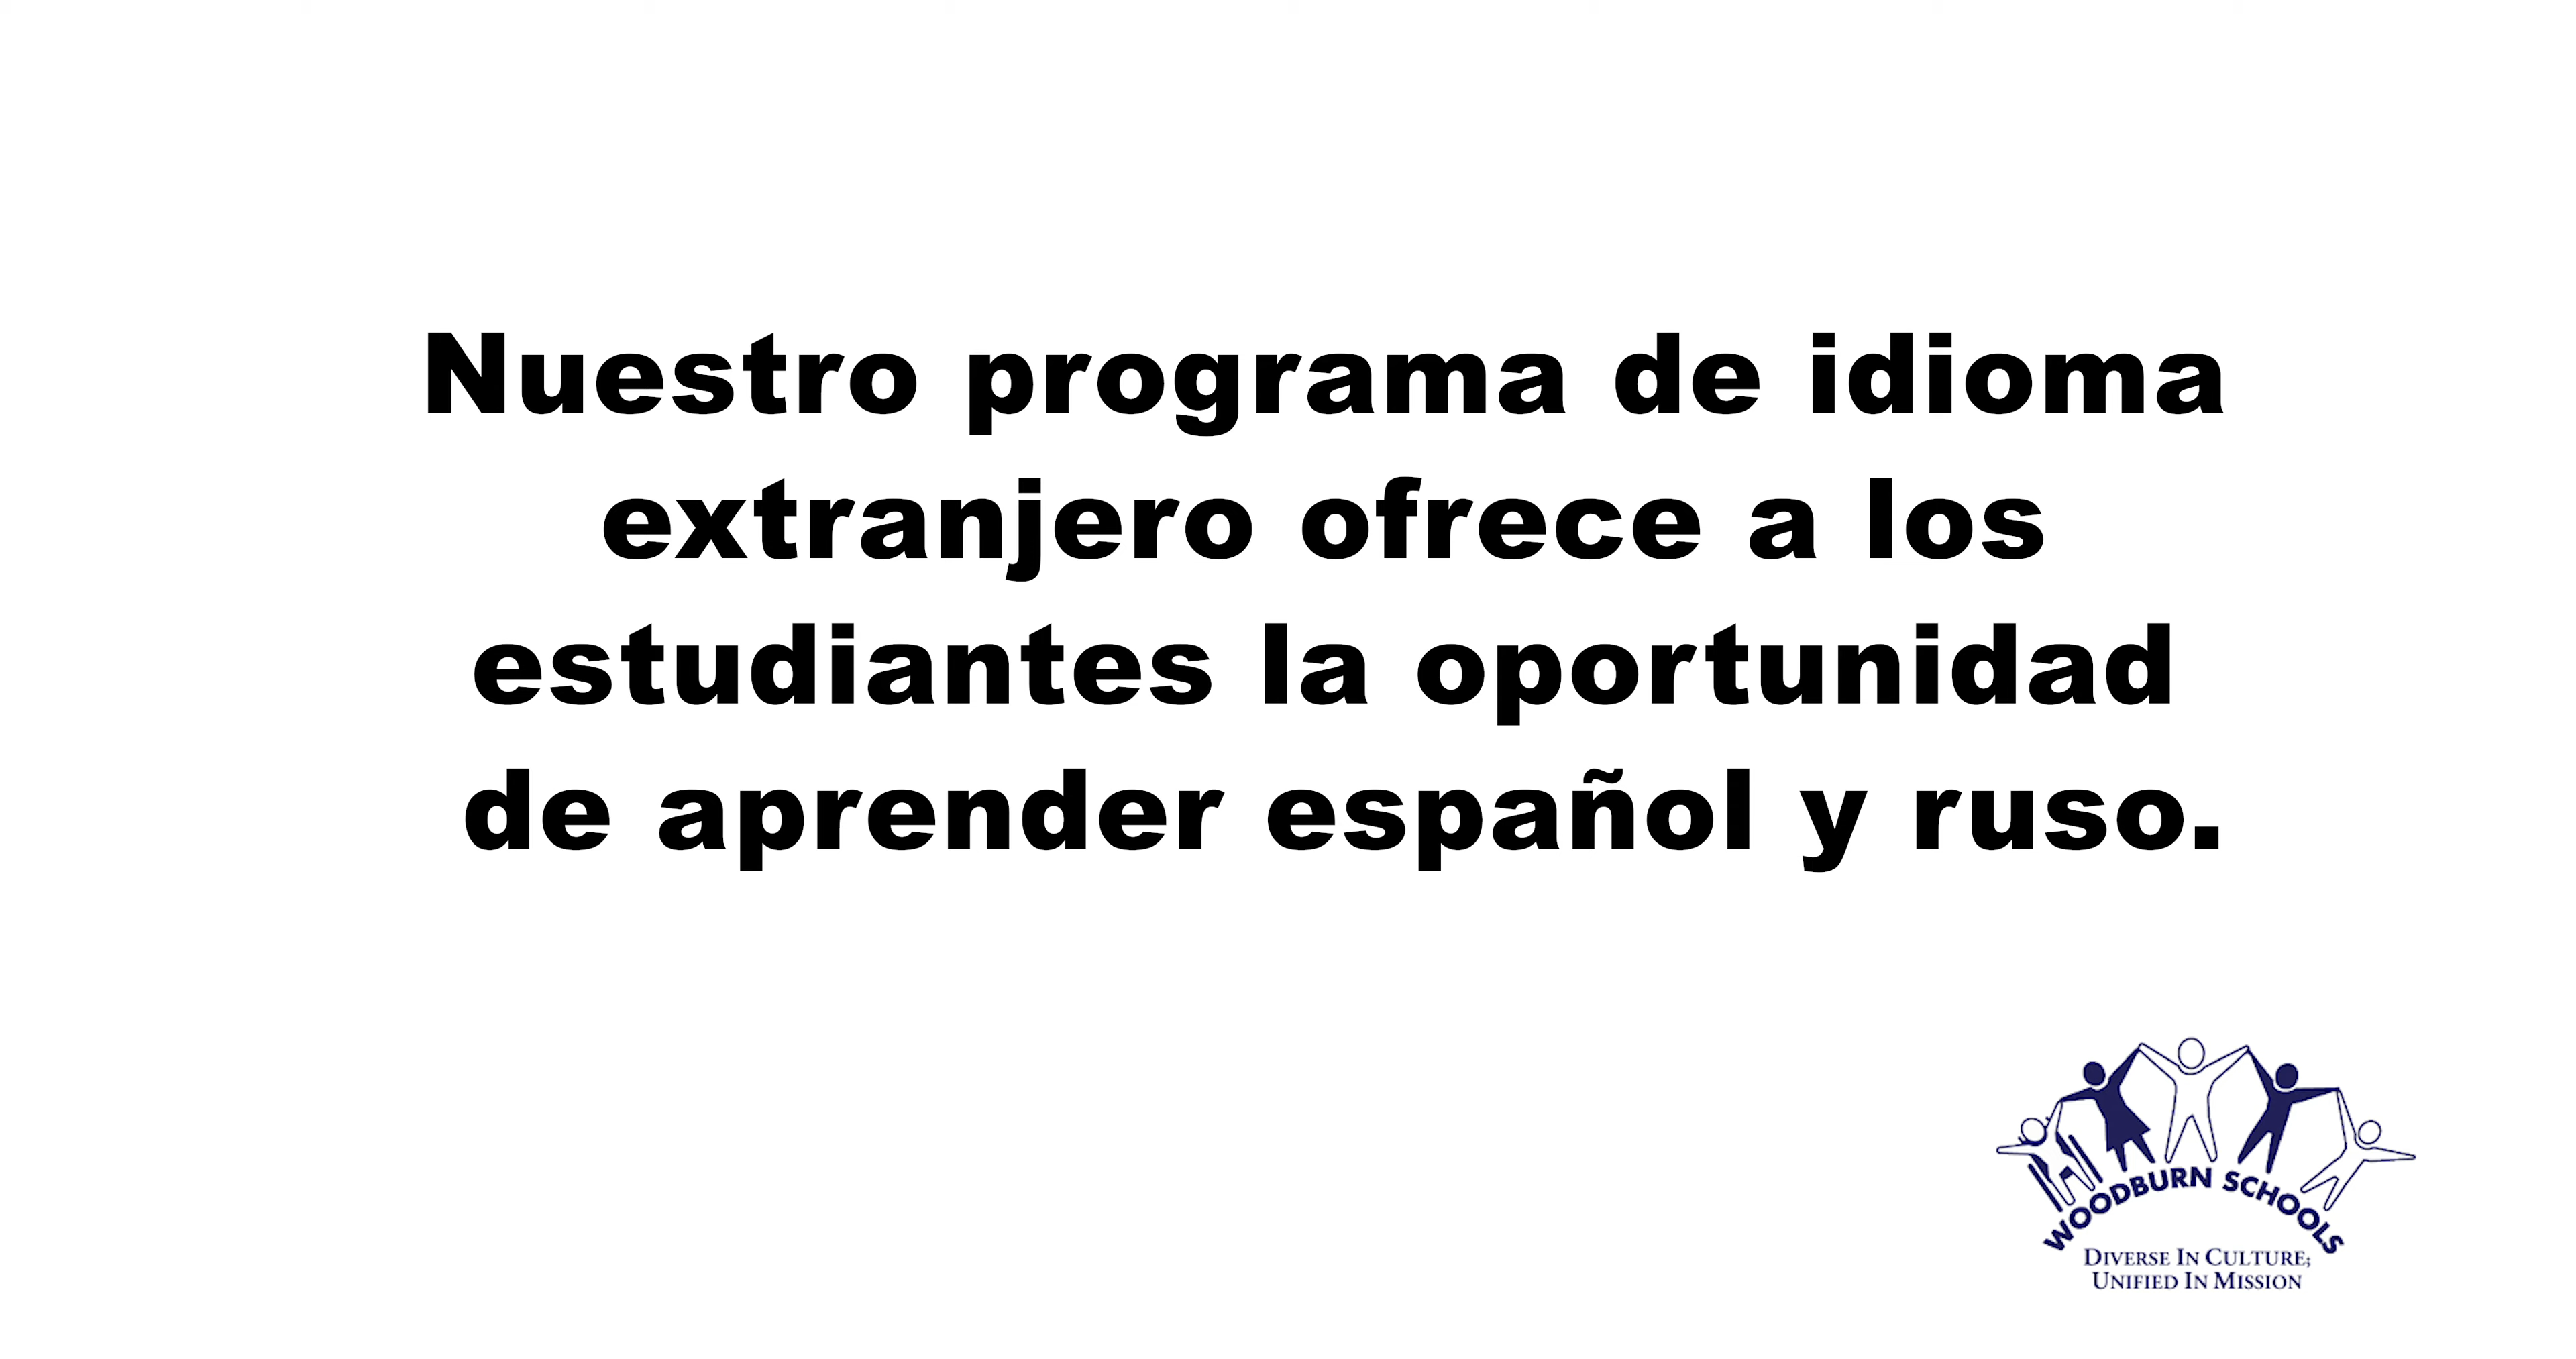 Nuestro programa de idioma
extranjero ofrece a los
estudiantes la oportunidad
de aprender español y ruso.
WOODBURN SCHOOLS
DIVERSE IN CULTURE;
UNIFIED IN MISSION